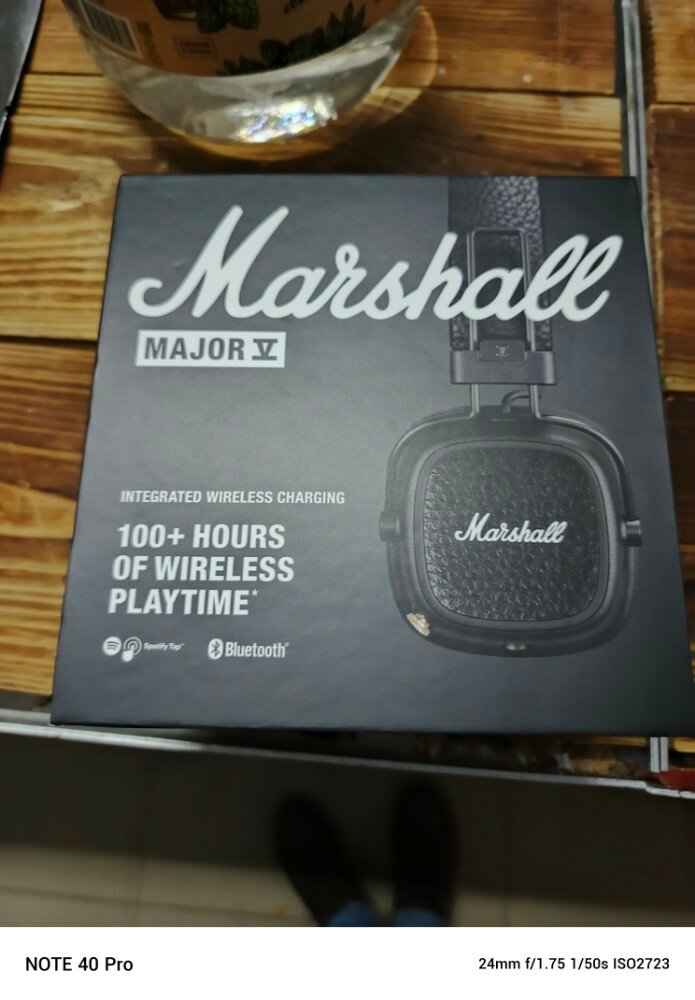 Marshall
MAJOR V
INTEGRATED WIRELESS CHARGING
100+ HOURS
OF WIRELESS
PLAYTIME*
Marshall
Spotify Tap™
Bluetooth®
NOTE 40 Pro
24mm f/1.75 1/50s ISO2723